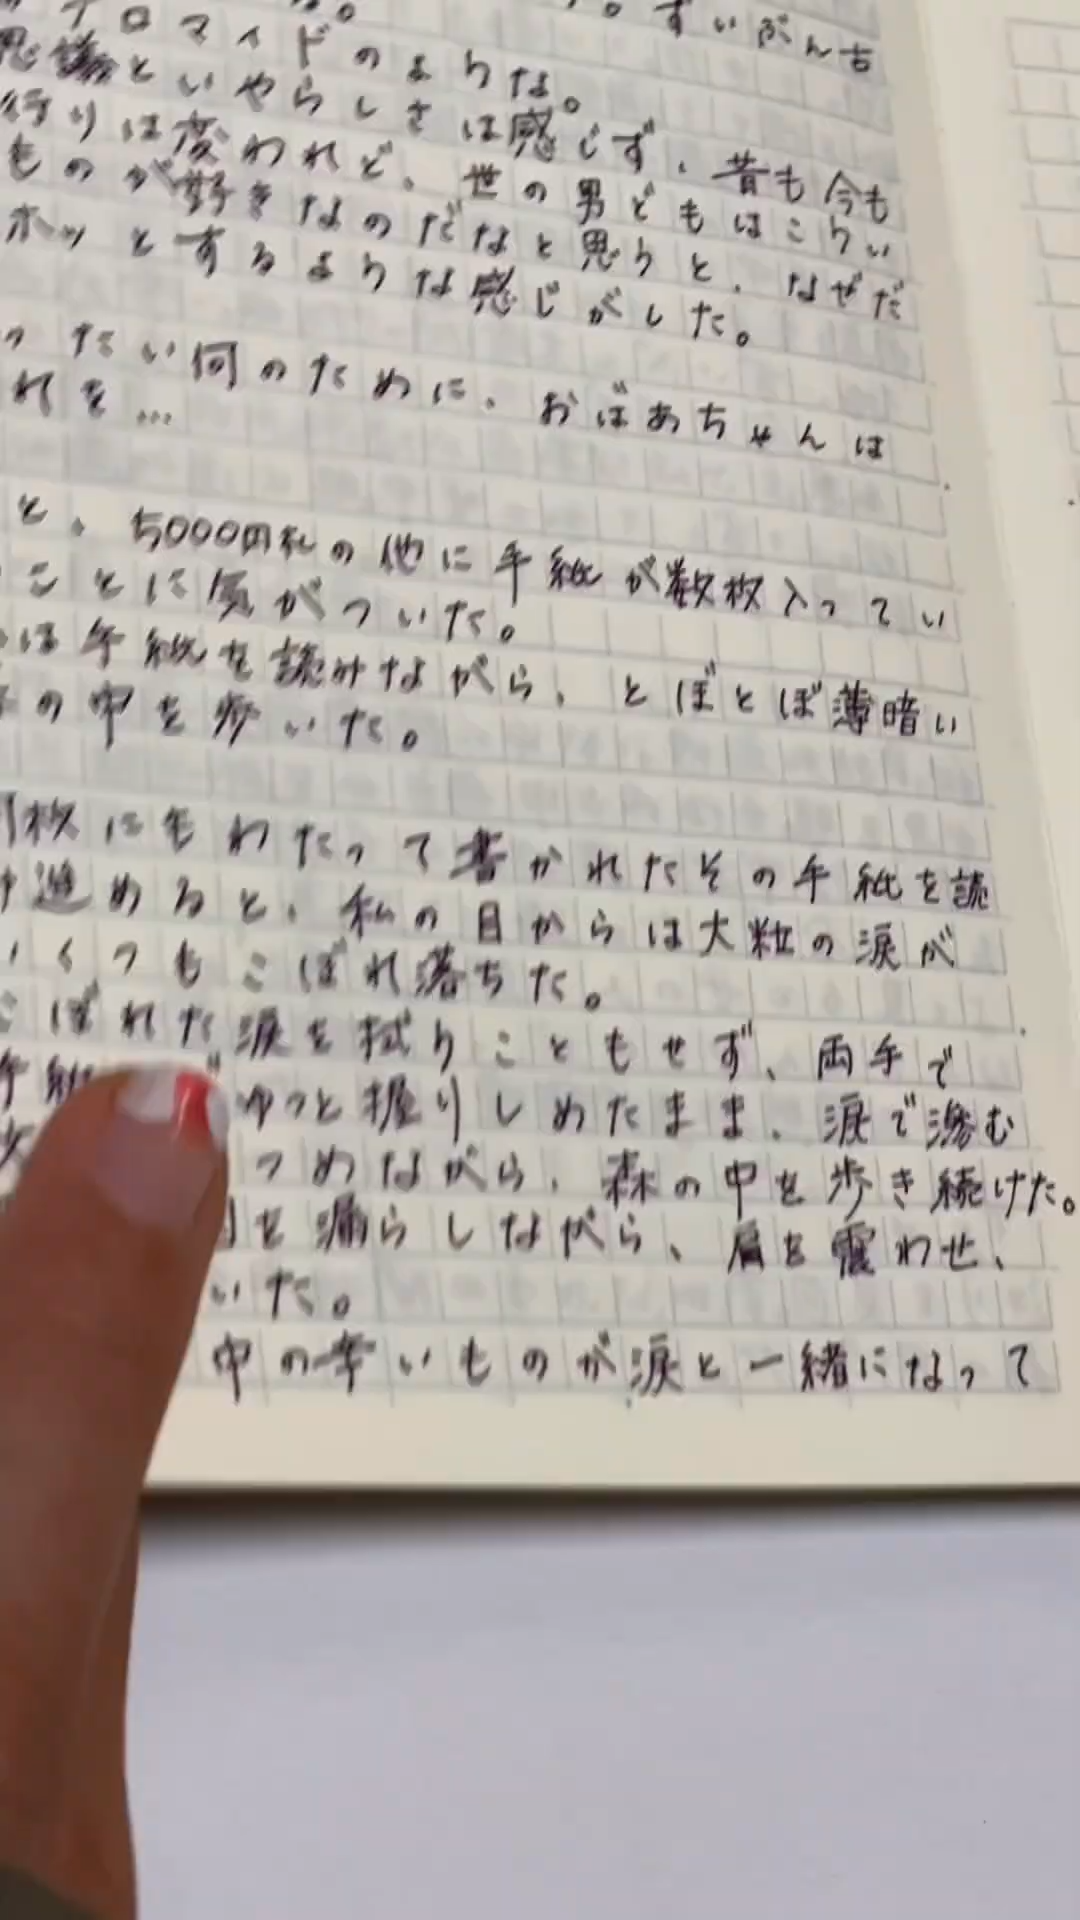 。ずいぶん古
ブロマイドのような。
思議といやらしさは感じず、昔も今も
行りは変われど、世の男どもはこうい
ものが好きなのだなと思うと、なぜだ
ホッとするような感じがした。
ったい何のために、おばあちゃんは
れを…
と、5000円札の他に手紙が数枚入ってい
ことに気がついた。
は手紙を読みながら、とぼとぼ薄暗い
の中を歩いた。
枚にもわたって書かれたその手紙を読
進めると、私の目からは大粒の涙が
いくつもこぼれ落ちた。
こぼれた涙を拭うこともせず、両手で
手紙 ゅっと握りしめたまま、涙で滲む
つめながら、森の中を歩き続けた。
を漏らしながら、肩を震わせ、
いた。
中の辛いものが涙と一緒になって